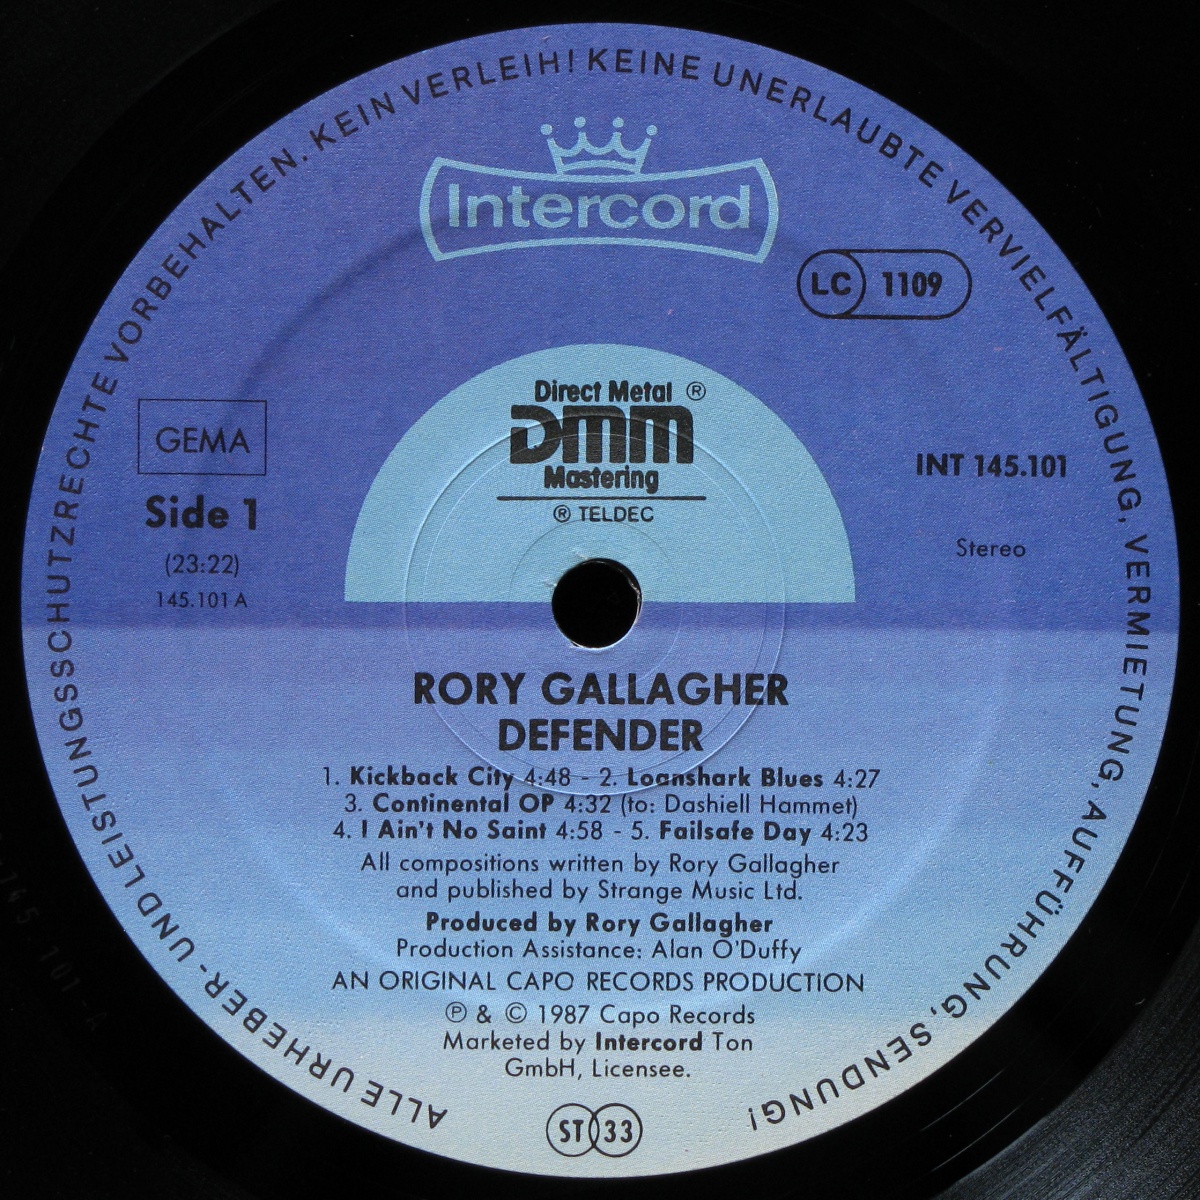 ALLE URHEBER- UND LEISTUNGSSCHUTZRECHTE VORBEHALTEN. KEIN VERLEIH! KEINE UNERLAUBTE VERVIELFÄLTIGUNG, VERMIETUNG, AUFFÜHRUNG, SENDUNG!
Intercord
LC 1109
Direct Metal ®
DMM
Mastering
® TELDEC
GEMA
Side 1
(23:22)
145.101 A
INT 145.101
Stereo
RORY GALLAGHER
DEFENDER
1. Kickback City 4:48 - 2. Loanshark Blues 4:27
3. Continental OP 4:32 (to: Dashiell Hammet)
4. I Ain't No Saint 4:58 - 5. Failsafe Day 4:23
All compositions written by Rory Gallagher
and published by Strange Music Ltd.
Produced by Rory Gallagher
Production Assistance: Alan O'Duffy
AN ORIGINAL CAPO RECORDS PRODUCTION
℗ & © 1987 Capo Records
Marketed by Intercord Ton
GmbH, Licensee.
ST 33